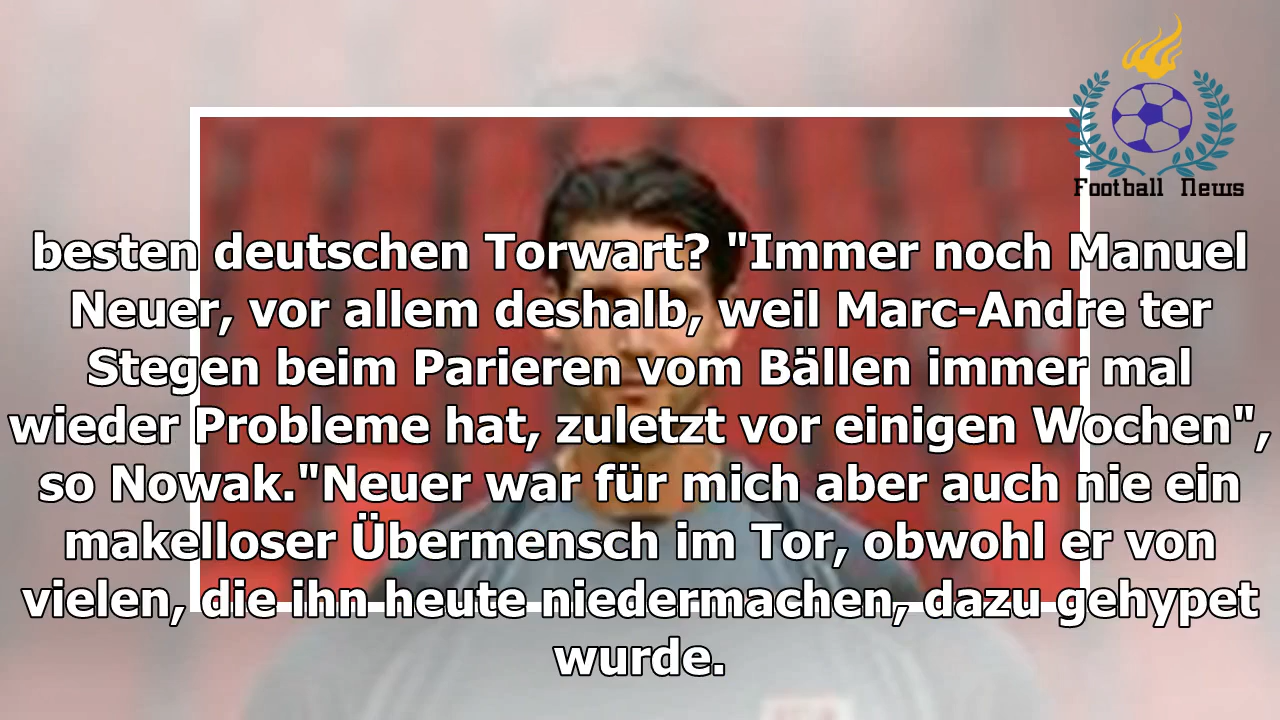 Football News
besten deutschen Torwart? "Immer noch Manuel
Neuer, vor allem deshalb, weil Marc-Andre ter
Stegen beim Parieren vom Bällen immer mal
wieder Probleme hat, zuletzt vor einigen Wochen",
so Nowak."Neuer war für mich aber auch nie ein
makelloser Übermensch im Tor, obwohl er von
vielen, die ihn heute niedermachen, dazu gehypet
wurde.